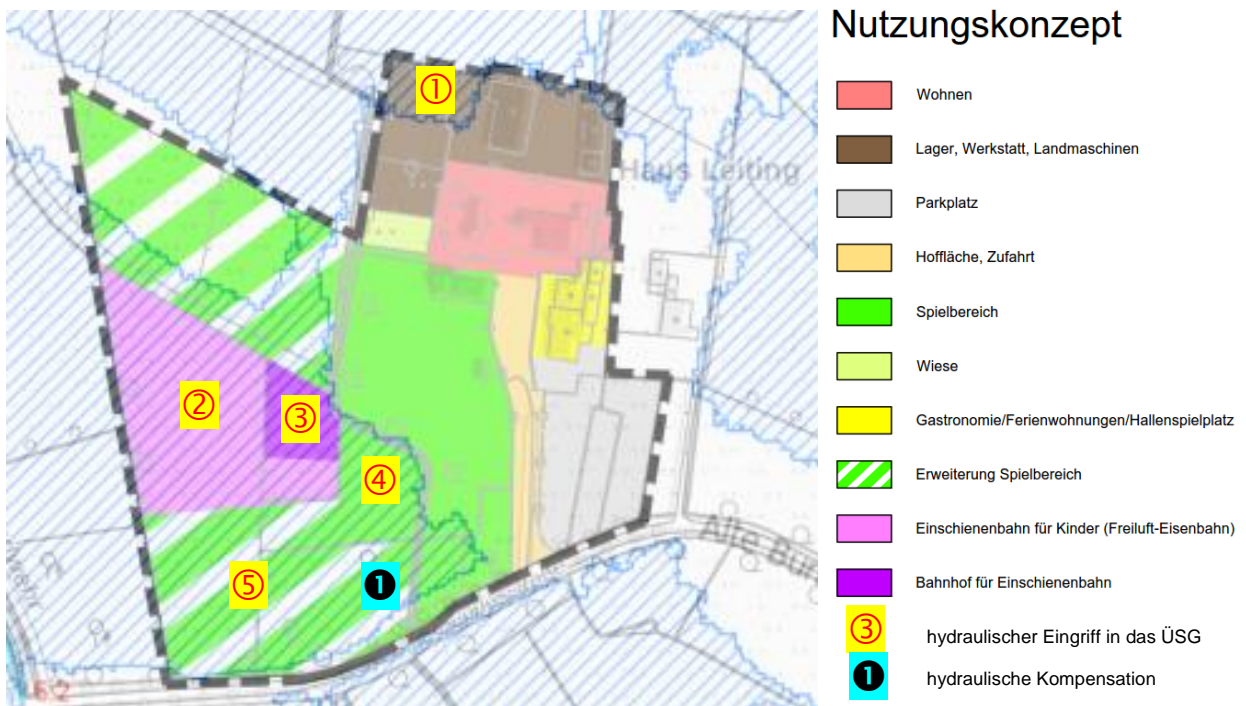 Nutzungskonzept
①
Wohnen
Lager, Werkstatt, Landmaschinen
Haus Leiting
Parkplatz
Hoffläche, Zufahrt
Spielbereich
Wiese
②
③
Gastronomie/Ferienwohnungen/Hallenspielplatz
④
Erweiterung Spielbereich
Einschienenbahn für Kinder (Freiluft-Eisenbahn)
⑤
❶
Bahnhof für Einschienenbahn
③
hydraulischer Eingriff in das ÜSG
❶
hydraulische Kompensation